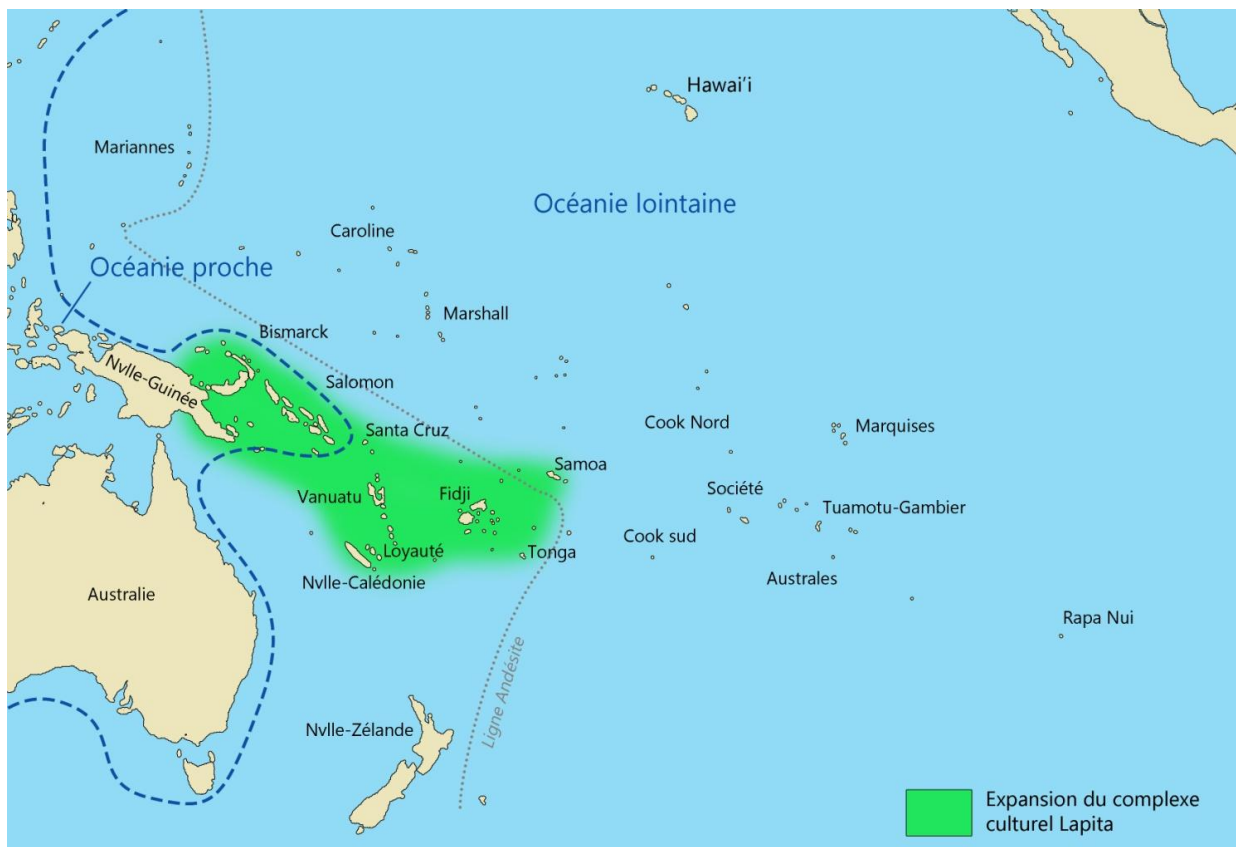 Hawai'i
Mariannes
Océanie lointaine
Caroline
Océanie proche
Marshall
Bismarck
Nvlle-Guinée
Salomon
Santa Cruz
Cook Nord
Marquises
Samoa
Vanuatu
Fidji
Société
Tuamotu-Gambier
Cook sud
Loyauté
Tonga
Nvlle-Calédonie
Australes
Australie
Rapa Nui
Ligne Andésite
Nvlle-Zélande
Expansion du complexe
culturel Lapita